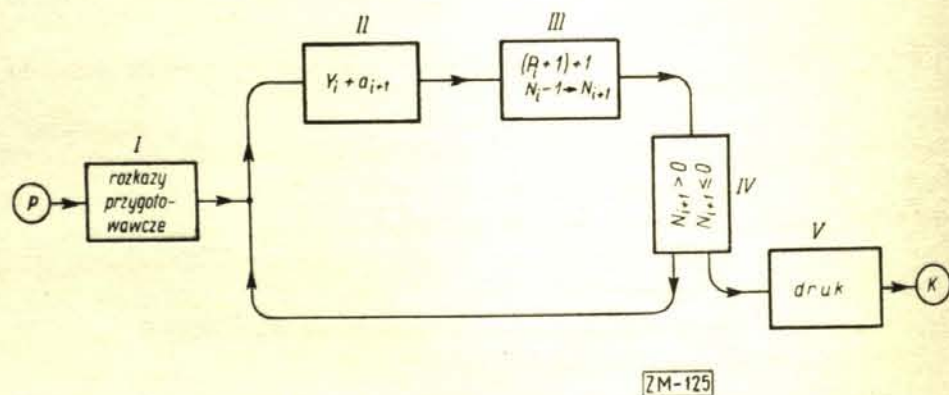 P
I
rozkazy
przygoto-
wawcze
II
Yᵢ + aᵢ₊₁
III
(Pᵢ + 1) + 1
Nᵢ - 1 → Nᵢ₊₁
Nᵢ₊₁ > 0
Nᵢ₊₁ ≤ 0
IV
V
druk
K
ZM-125